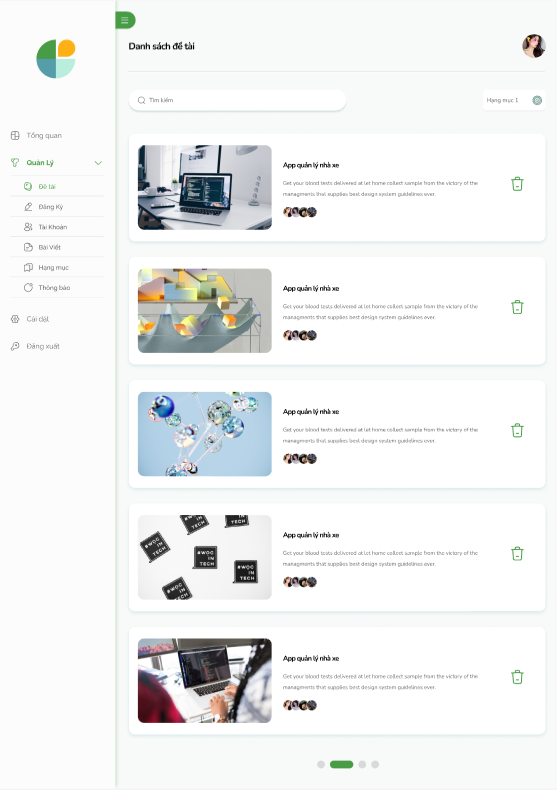 Danh sách đề tài
Tìm kiếm
Hạng mục 1
Tổng quan
Quản Lý
Đề tài
Đăng Ký
Tài Khoản
Bài Viết
Hạng mục
Thông báo
Cài đặt
Đăng xuất
App quản lý nhà xe
Get your blood tests delivered at let home collect sample from the victory of the
managments that supplies best design system guidelines ever.
App quản lý nhà xe
Get your blood tests delivered at let home collect sample from the victory of the
managments that supplies best design system guidelines ever.
App quản lý nhà xe
Get your blood tests delivered at let home collect sample from the victory of the
managments that supplies best design system guidelines ever.
#WOC
IN
TECH
#WOC
IN
TECH
#WOC
IN
TECH
#WOC
IN
TECH
#WOC
IN
TECH
App quản lý nhà xe
Get your blood tests delivered at let home collect sample from the victory of the
managments that supplies best design system guidelines ever.
App quản lý nhà xe
Get your blood tests delivered at let home collect sample from the victory of the
managments that supplies best design system guidelines ever.